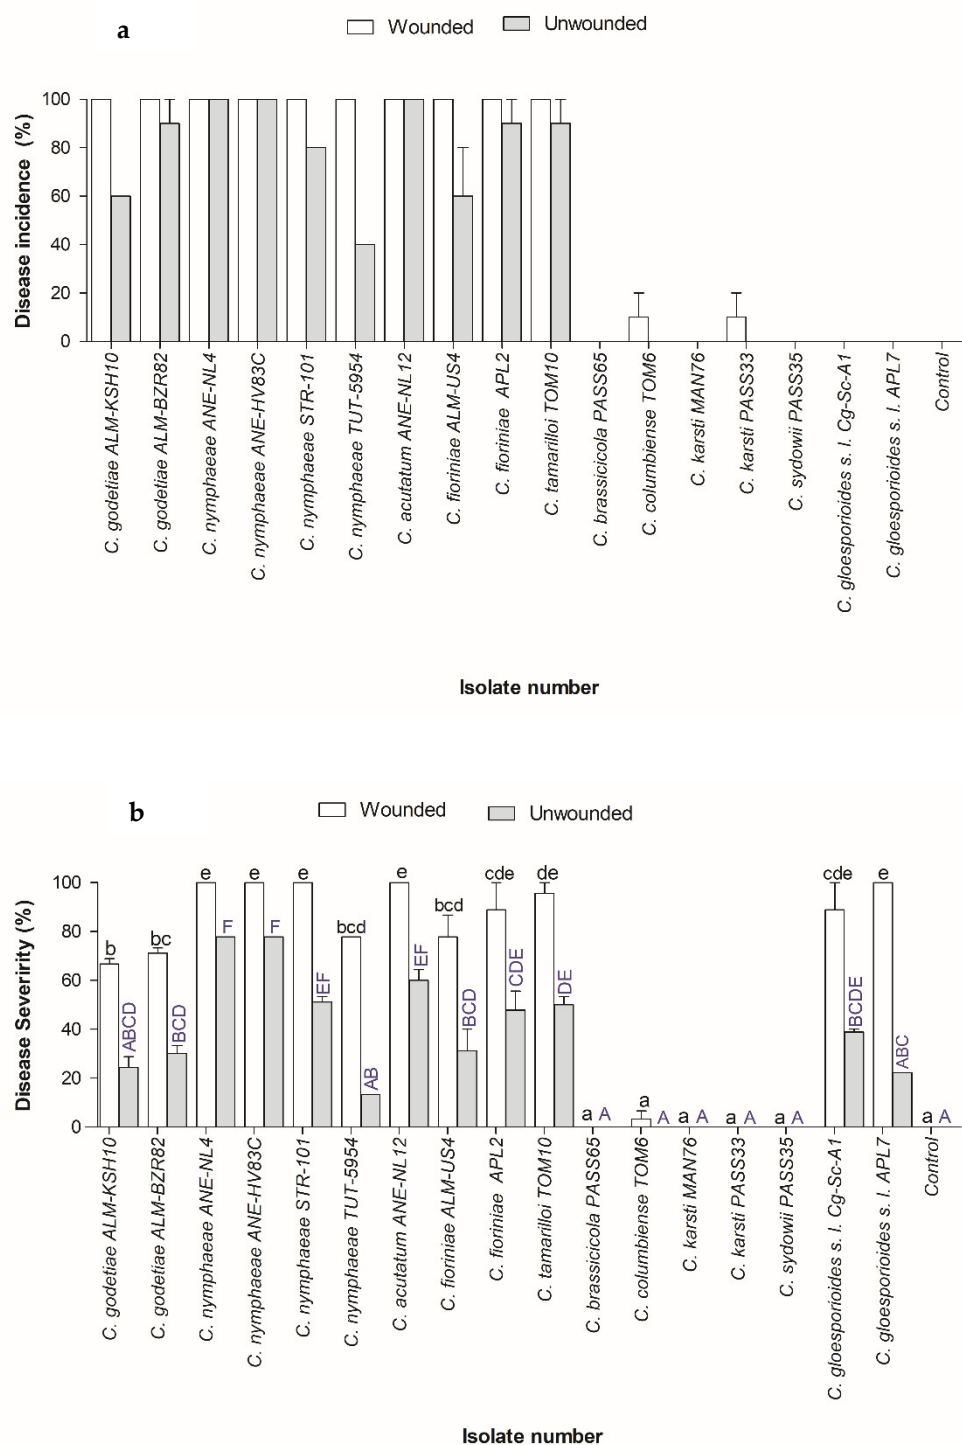 a
Wounded Unwounded
Disease incidence (%)
100
80
60
40
20
0
C. godetiae ALM-KSH10
C. godetiae ALM-BZR82
C. nymphaeae ANE-NL4
C. nymphaeae ANE-HV83C
C. nymphaeae STR-101
C. nymphaeae TUT-5954
C. acutatum ANE-NL12
C. fioriniae ALM-US4
C. fioriniae APL2
C. tamarilloi TOM10
C. brassicicola PASS65
C. columbiense TOM6
C. karsti MAN76
C. karsti PASS33
C. sydowii PASS35
C. gloesporioides s. l. Cg-Sc-A1
C. gloesporioides s. l. APL7
Control
Isolate number
b
Wounded Unwounded
Disease Severirity (%)
100
80
60
40
20
0
b ABCD
bc BCD
e F
e F
e EF
bcd AB
e EF
bcd BCD
cde CDE
de DE
a A
a A
a A
a A
a A
cde BCDE
e ABC
a A
C. godetiae ALM-KSH10
C. godetiae ALM-BZR82
C. nymphaeae ANE-NL4
C. nymphaeae ANE-HV83C
C. nymphaeae STR-101
C. nymphaeae TUT-5954
C. acutatum ANE-NL12
C. fioriniae ALM-US4
C. fioriniae APL2
C. tamarilloi TOM10
C. brassicicola PASS65
C. columbiense TOM6
C. karsti MAN76
C. karsti PASS33
C. sydowii PASS35
C. gloesporioides s. l. Cg-Sc-A1
C. gloesporioides s. l. APL7
Control
Isolate number